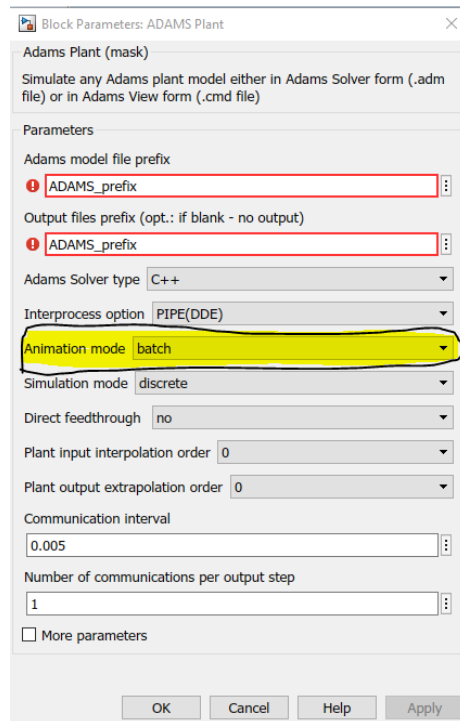 Block Parameters: ADAMS Plant
Adams Plant (mask)
Simulate any Adams plant model either in Adams Solver form (.adm
file) or in Adams View form (.cmd file)
Parameters
Adams model file prefix
ADAMS_prefix
Output files prefix (opt.: if blank - no output)
ADAMS_prefix
Adams Solver type C++
Interprocess option PIPE(DDE)
Animation mode batch
Simulation mode discrete
Direct feedthrough no
Plant input interpolation order 0
Plant output extrapolation order 0
Communication interval
0.005
Number of communications per output step
1
More parameters
OK Cancel Help Apply